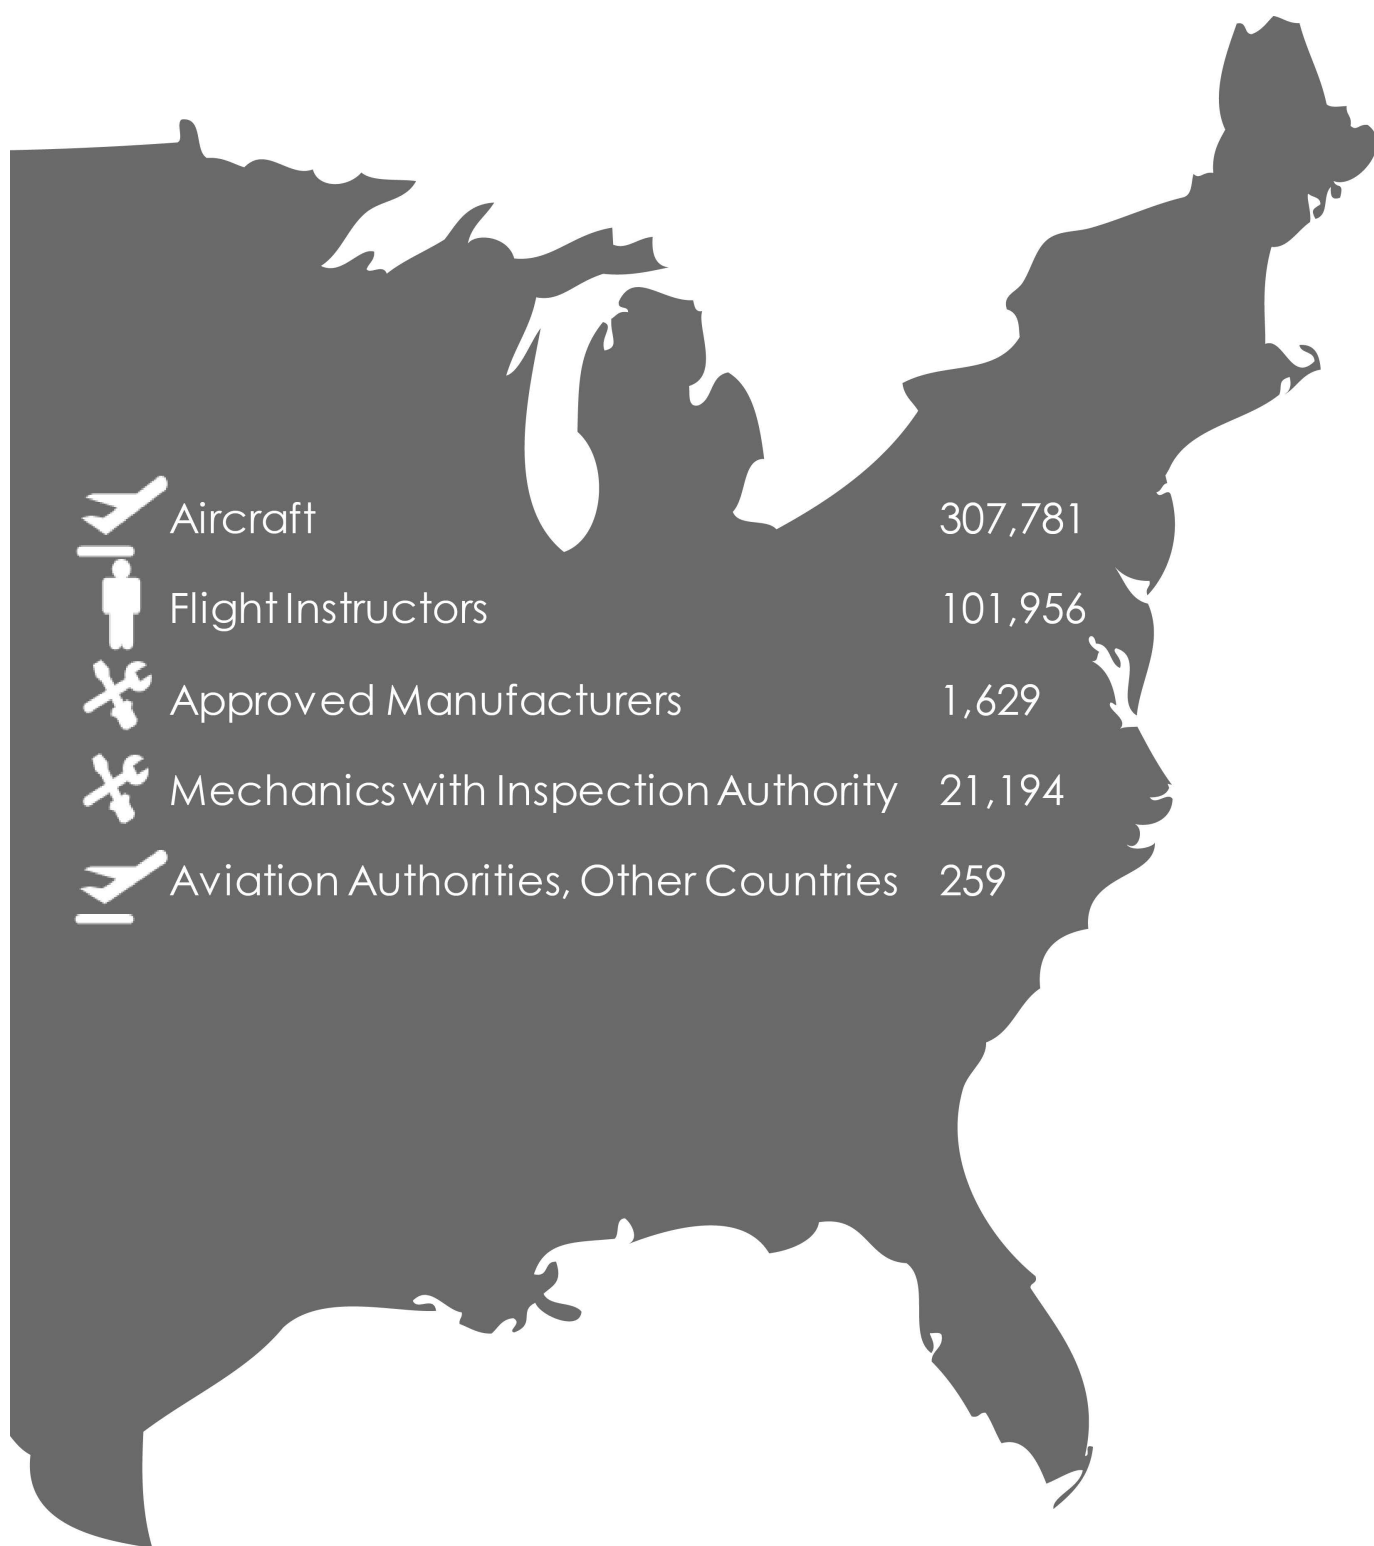 Aircraft 307,781
Flight Instructors 101,956
Approved Manufacturers 1,629
Mechanics with Inspection Authority 21,194
Aviation Authorities, Other Countries 259